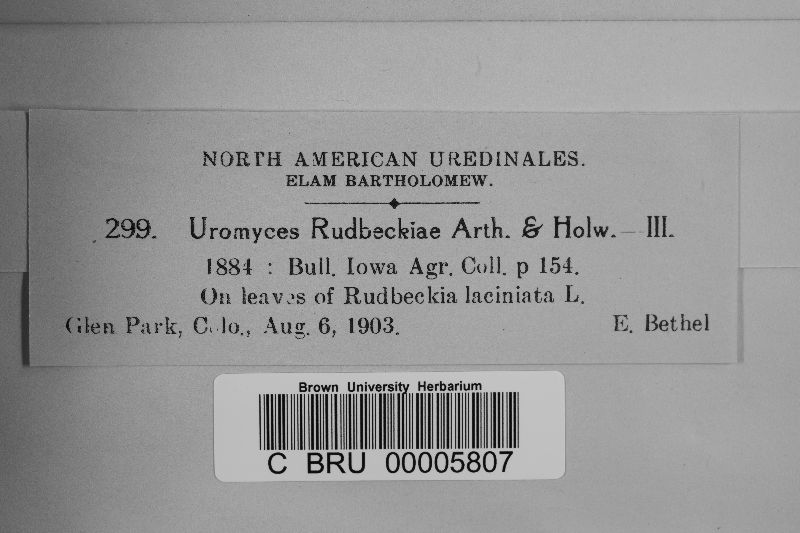 NORTH AMERICAN UREDINALES.
ELAM BARTHOLOMEW.
299. Uromyces Rudbeckiae Arth. & Holw. — III.
1884 : Bull. Iowa Agr. Coll. p 154.
On leaves of Rudbeckia laciniata L.
Glen Park, Colo., Aug. 6, 1903. E. Bethel
Brown University Herbarium
C BRU 00005807